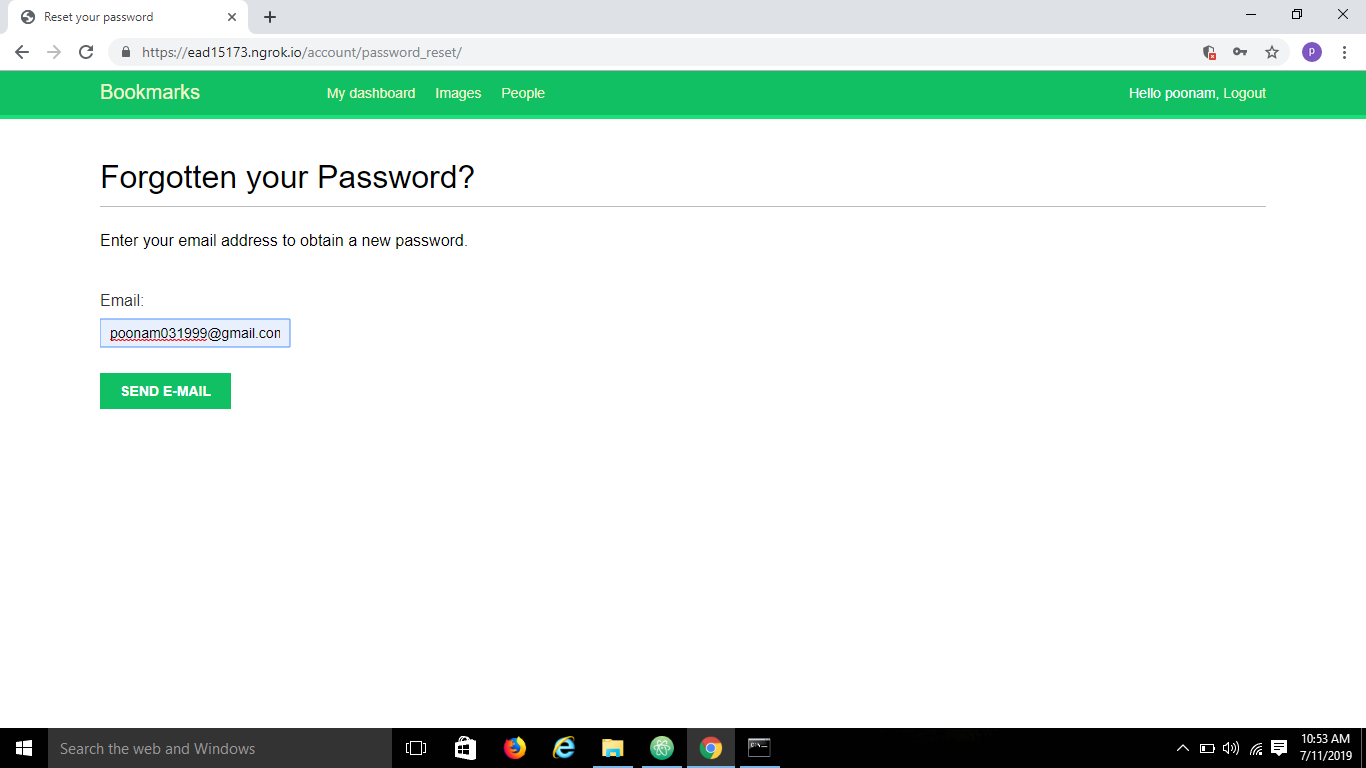 Reset your password
https://ead15173.ngrok.io/account/password_reset/
p
Bookmarks My dashboard Images People Hello poonam, Logout
Forgotten your Password?
Enter your email address to obtain a new password.
Email:
poonam031999@gmail.com
SEND E-MAIL
Search the web and Windows
10:53 AM
7/11/2019